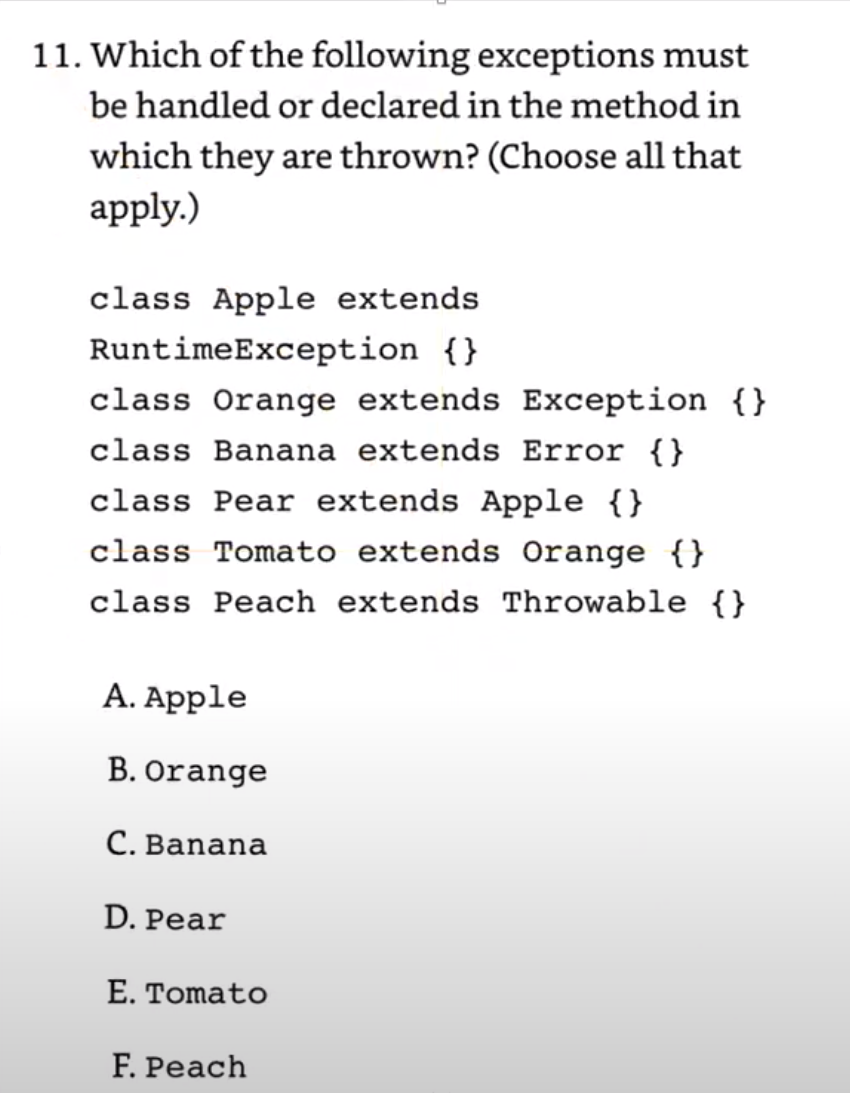 11. Which of the following exceptions must
be handled or declared in the method in
which they are thrown? (Choose all that
apply.)
class Apple extends
RuntimeException {}
class Orange extends Exception {}
class Banana extends Error {}
class Pear extends Apple {}
class Tomato extends Orange {}
class Peach extends Throwable {}
A. Apple
B. Orange
C. Banana
D. Pear
E. Tomato
F. Peach